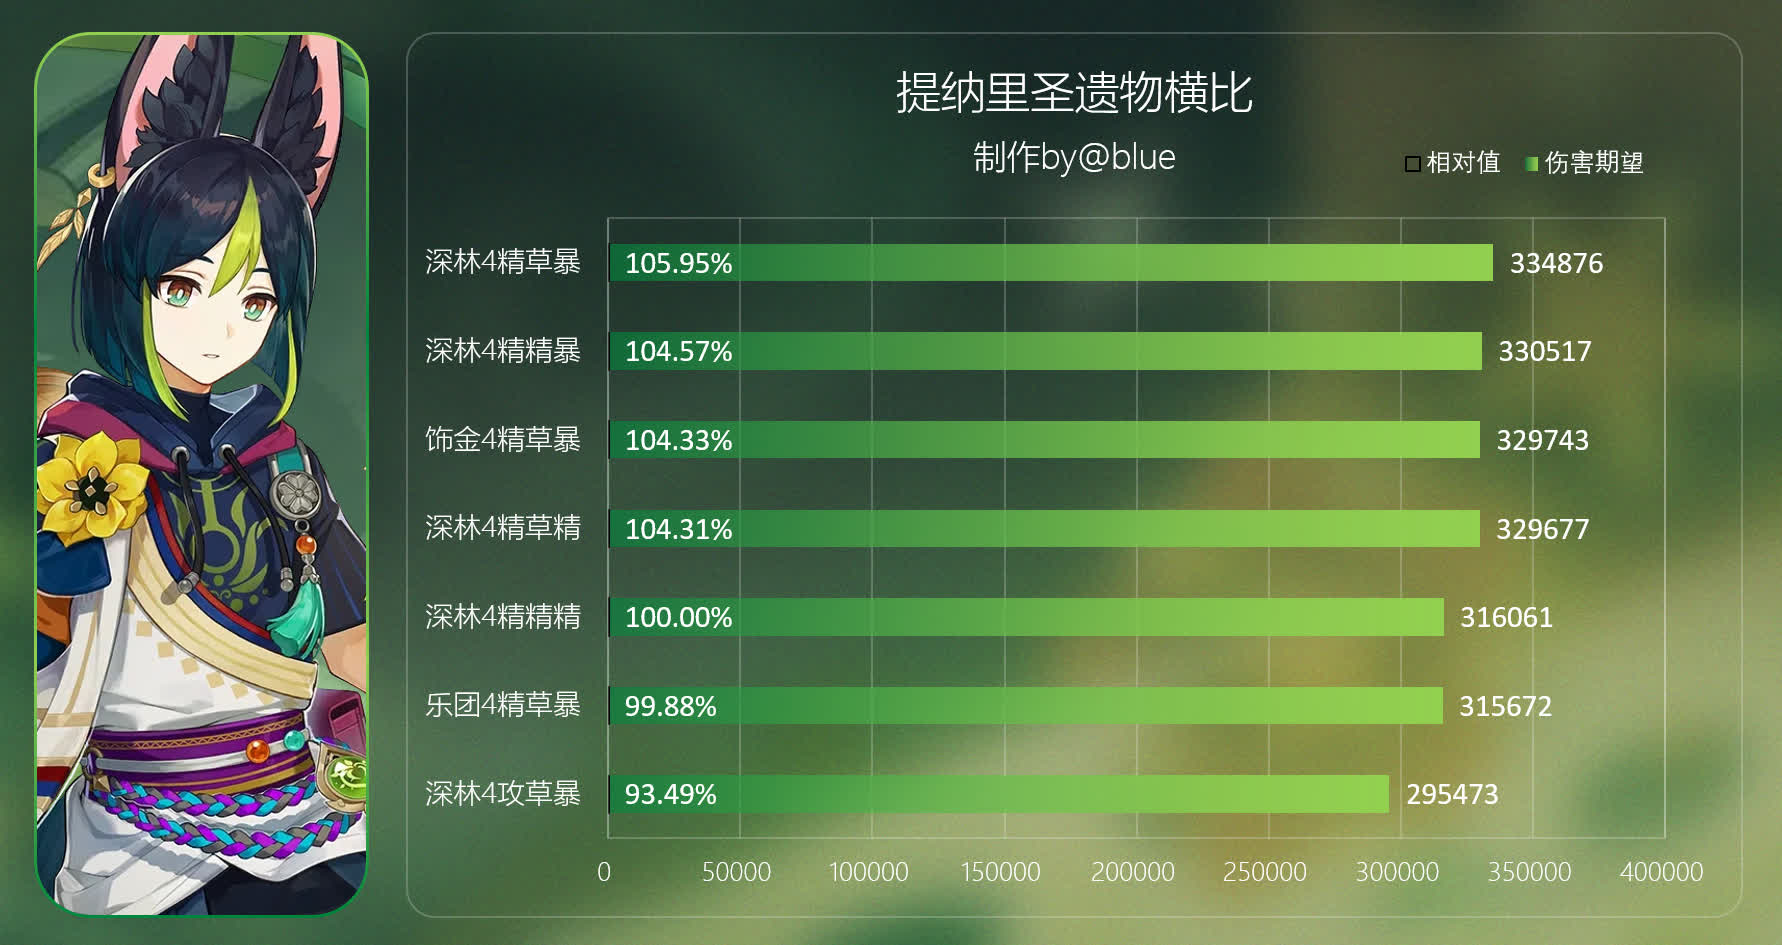 提纳里圣遗物横比
制作by@blue
相对值 伤害期望
深林4精草暴 105.95% 334876
深林4精精暴 104.57% 330517
饰金4精草暴 104.33% 329743
深林4精草精 104.31% 329677
深林4精精精 100.00% 316061
乐团4精草暴 99.88% 315672
深林4攻草暴 93.49% 295473
0 50000 100000 150000 200000 250000 300000 350000 400000